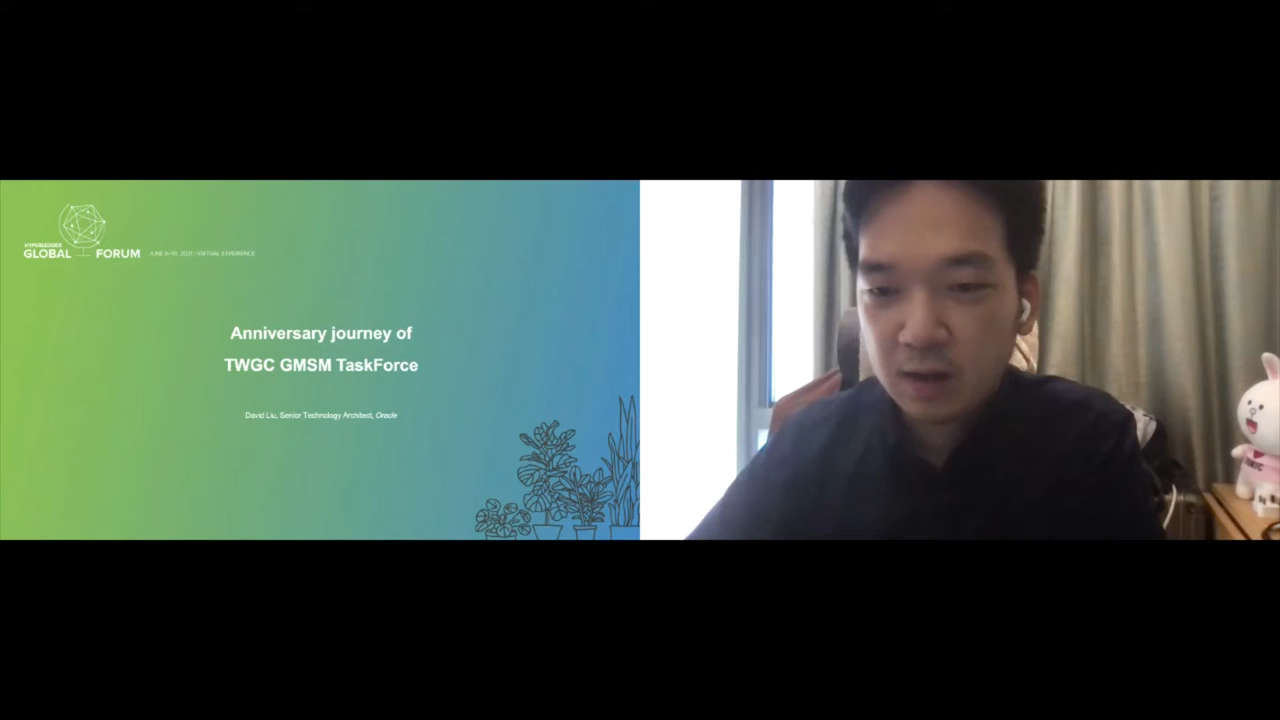 HYPERLEDGER
GLOBAL FORUM JUNE 8–10, 2021 | VIRTUAL EXPERIENCE
Anniversary journey of
TWGC GMSM TaskForce
David Liu, Senior Technology Architect, Oracle